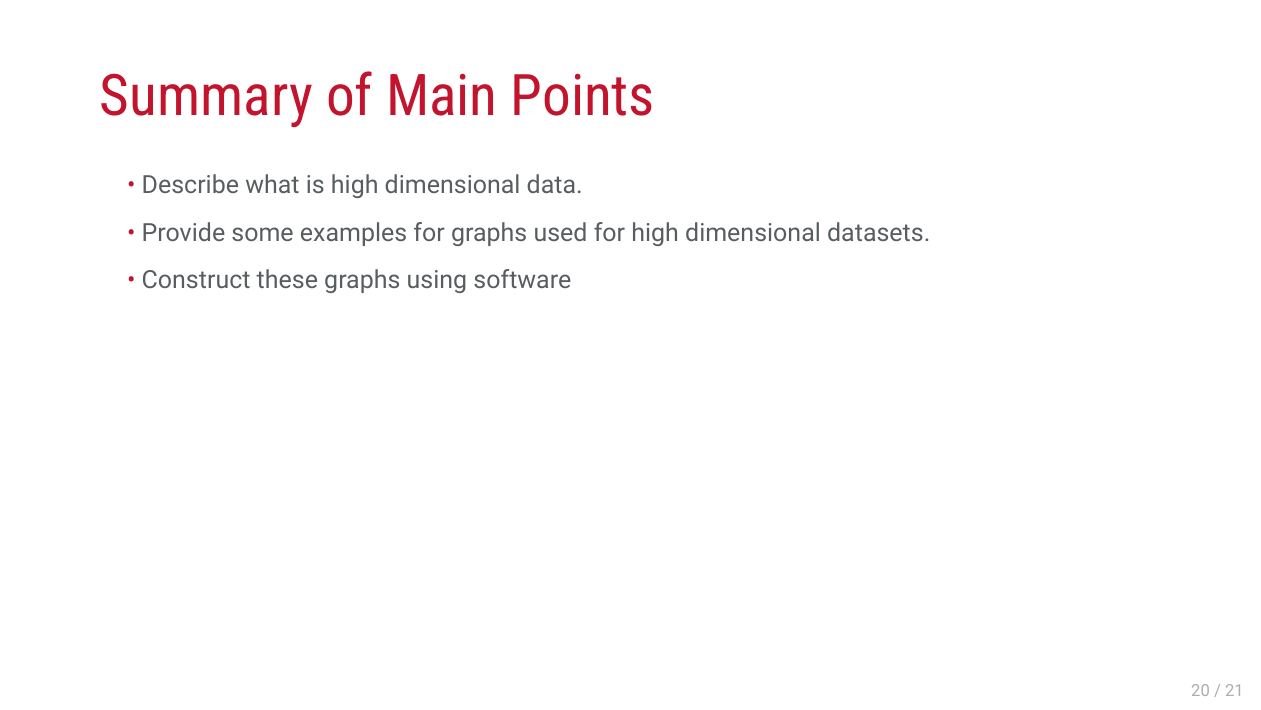 Summary of Main Points
• Describe what is high dimensional data.
• Provide some examples for graphs used for high dimensional datasets.
• Construct these graphs using software
20 / 21